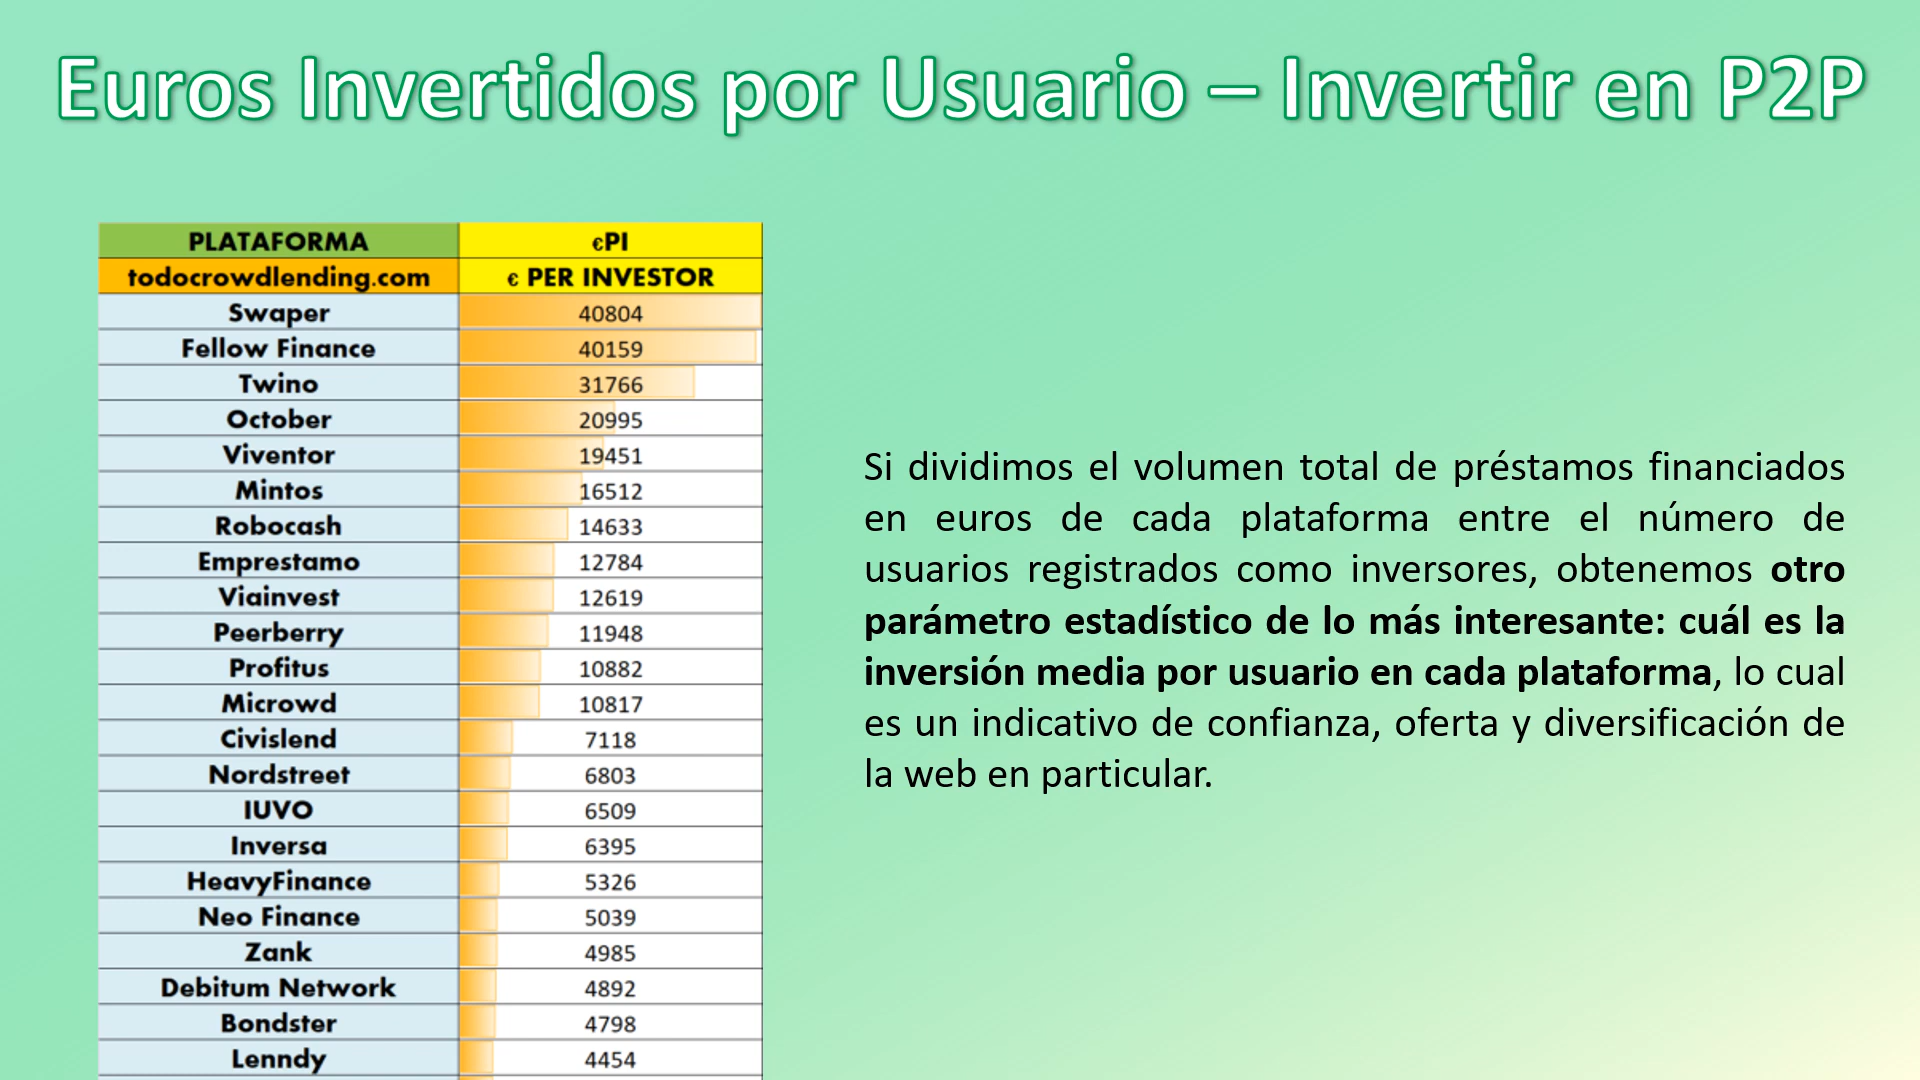 Euros Invertidos por Usuario – Invertir en P2P
PLATAFORMA €PI
todocrowdlending.com € PER INVESTOR
Swaper 40804
Fellow Finance 40159
Twino 31766
October 20995
Viventor 19451
Mintos 16512
Robocash 14633
Emprestamo 12784
Viainvest 12619
Peerberry 11948
Profitus 10882
Microwd 10817
Civislend 7118
Nordstreet 6803
IUVO 6509
Inversa 6395
HeavyFinance 5326
Neo Finance 5039
Zank 4985
Debitum Network 4892
Bondster 4798
Lenndy 4454
Si dividimos el volumen total de préstamos financiados
en euros de cada plataforma entre el número de
usuarios registrados como inversores, obtenemos otro
parámetro estadístico de lo más interesante: cuál es la
inversión media por usuario en cada plataforma, lo cual
es un indicativo de confianza, oferta y diversificación de
la web en particular.